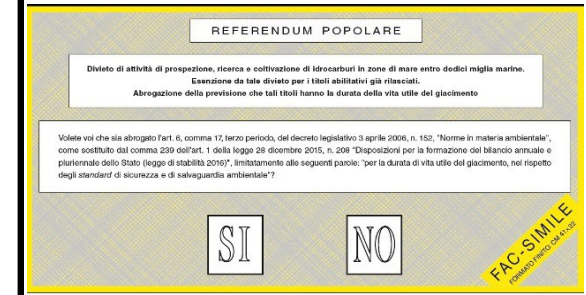 REFERENDUM POPOLARE
Divieto di attività di prospezione, ricerca e coltivazione di idrocarburi in zone di mare entro dodici miglia marine.
Esenzione da tale divieto per i titoli abilitativi già rilasciati.
Abrogazione della previsione che tali titoli hanno la durata della vita utile del giacimento
Volete voi che sia abrogato l'art. 6, comma 17, terzo periodo, del decreto legislativo 3 aprile 2006, n. 152, "Norme in materia ambientale",
come sostituito dal comma 239 dell'art. 1 della legge 28 dicembre 2015, n. 208 "Disposizioni per la formazione del bilancio annuale e
pluriennale dello Stato (legge di stabilità 2016)", limitatamente alle seguenti parole: "per la durata di vita utile del giacimento, nel rispetto
degli standard di sicurezza e di salvaguardia ambientale"?
SI
NO
FAC-SIMILE
FORMATO FINITO CM 41×22